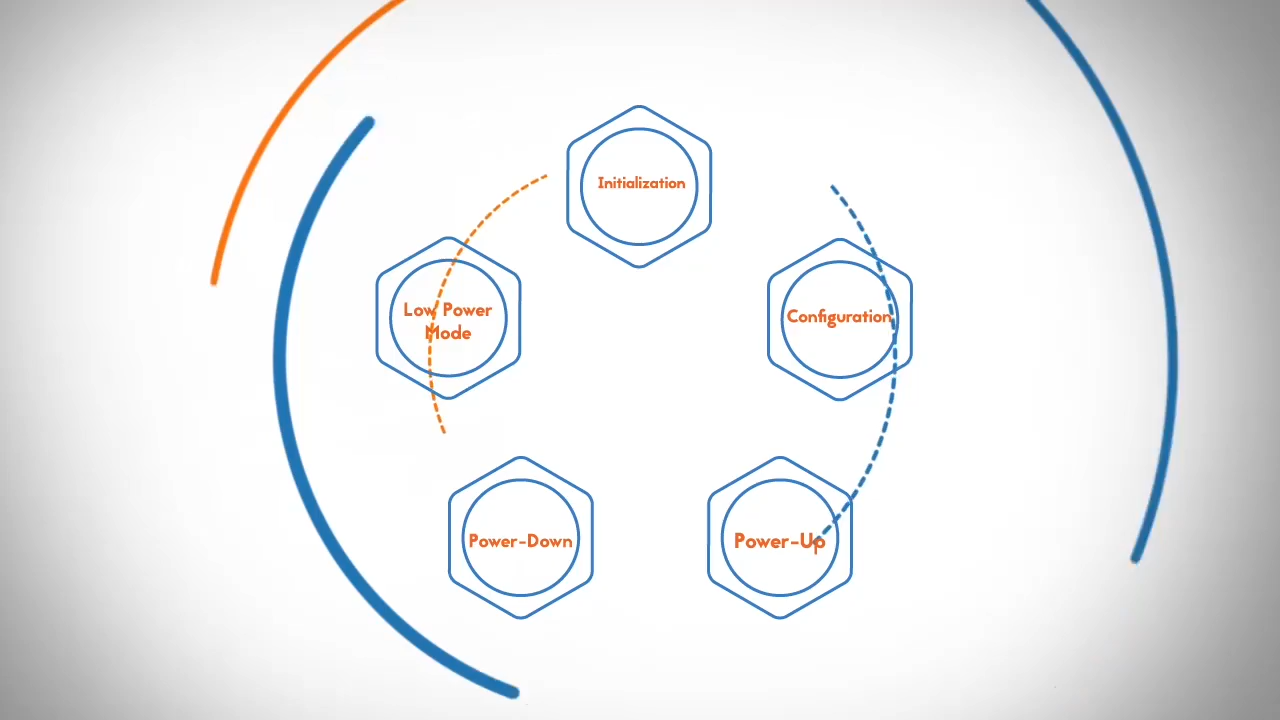 Initialization
Low Power
Mode
Configuration
Power-Down
Power-Up